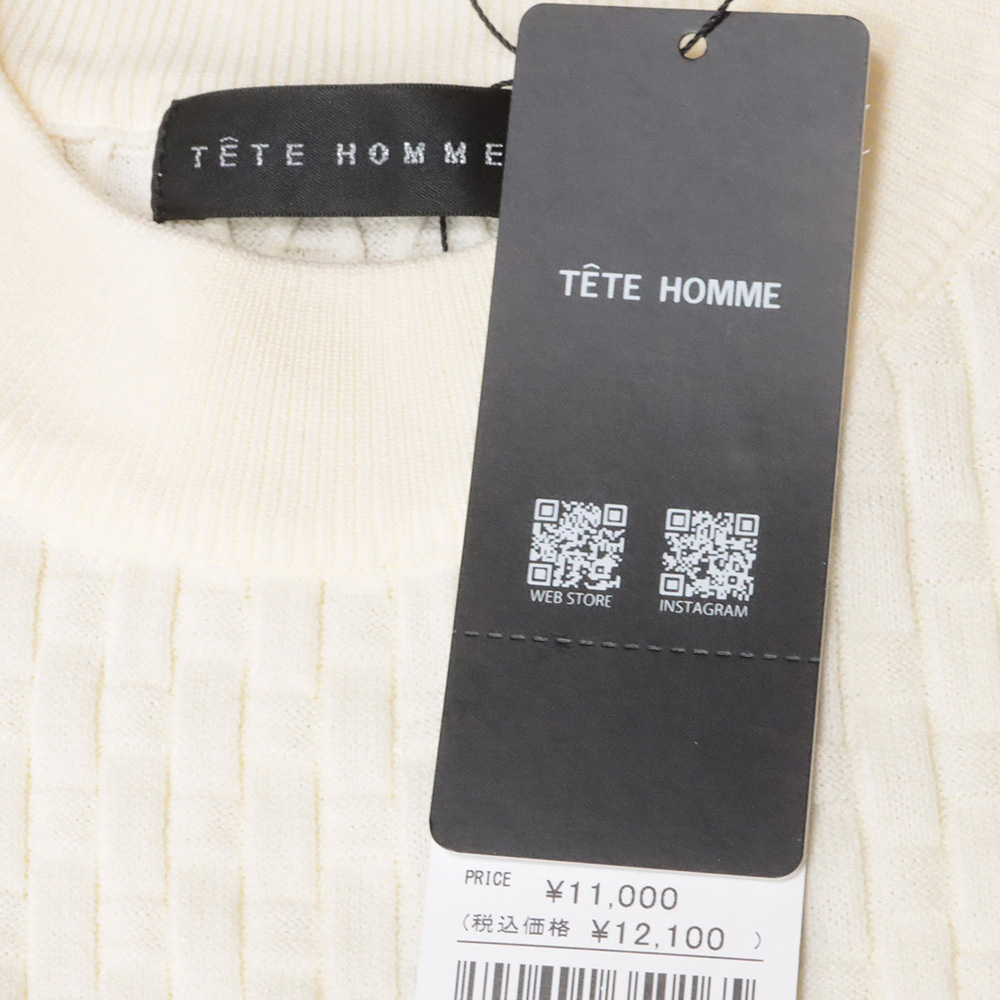 TÊTE HOMME
TÊTE HOMME
WEB STORE
INSTAGRAM
PRICE ¥11,000
(税込価格 ¥12,100 )